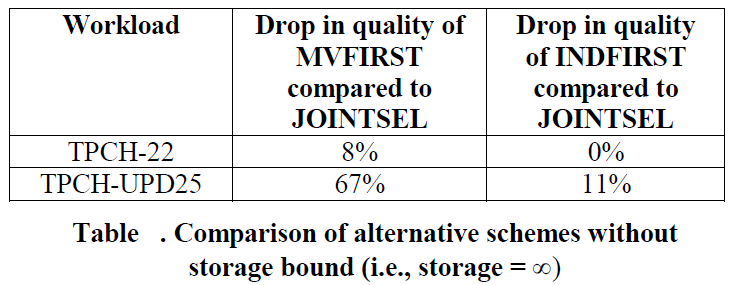 Workload Drop in quality of Drop in quality
MVFIRST of INDFIRST
compared to compared to
JOINTSEL JOINTSEL
TPCH-22 8% 0%
TPCH-UPD25 67% 11%
Table . Comparison of alternative schemes without
storage bound (i.e., storage = ∞)